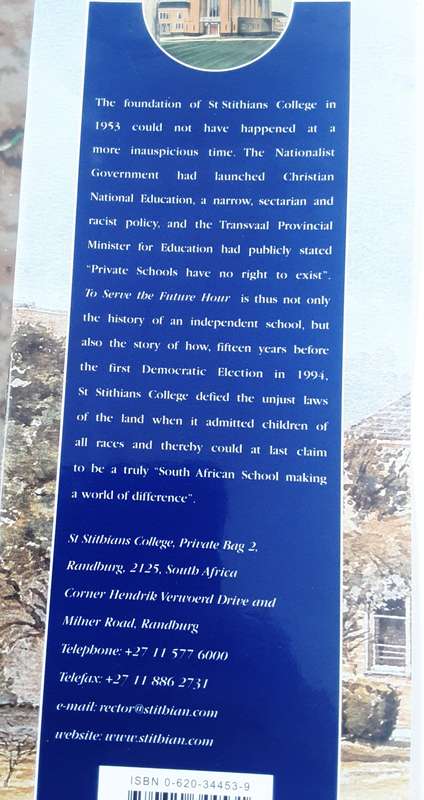 The foundation of St Stithians College in
1953 could not have happened at a
more inauspicious time. The Nationalist
Government had launched Christian
National Education, a narrow, sectarian and
racist policy, and the Transvaal Provincial
Minister for Education had publicly stated
“Private Schools have no right to exist”.
To Serve the Future Hour is thus not only
the history of an independent school, but
also the story of how, fifteen years before
the first Democratic Election in 1994,
St Stithians College defied the unjust laws
of the land when it admitted children of
all races and thereby could at last claim
to be a truly “South African School making
a world of difference”.
St Stithians College, Private Bag 2,
Randburg, 2125, South Africa
Corner Hendrik Verwoerd Drive and
Milner Road, Randburg
Telephone: +27 11 577 6000
Telefax: +27 11 886 2731
e-mail: rector@stithian.com
website: www.stithian.com
ISBN 0-620-34453-9